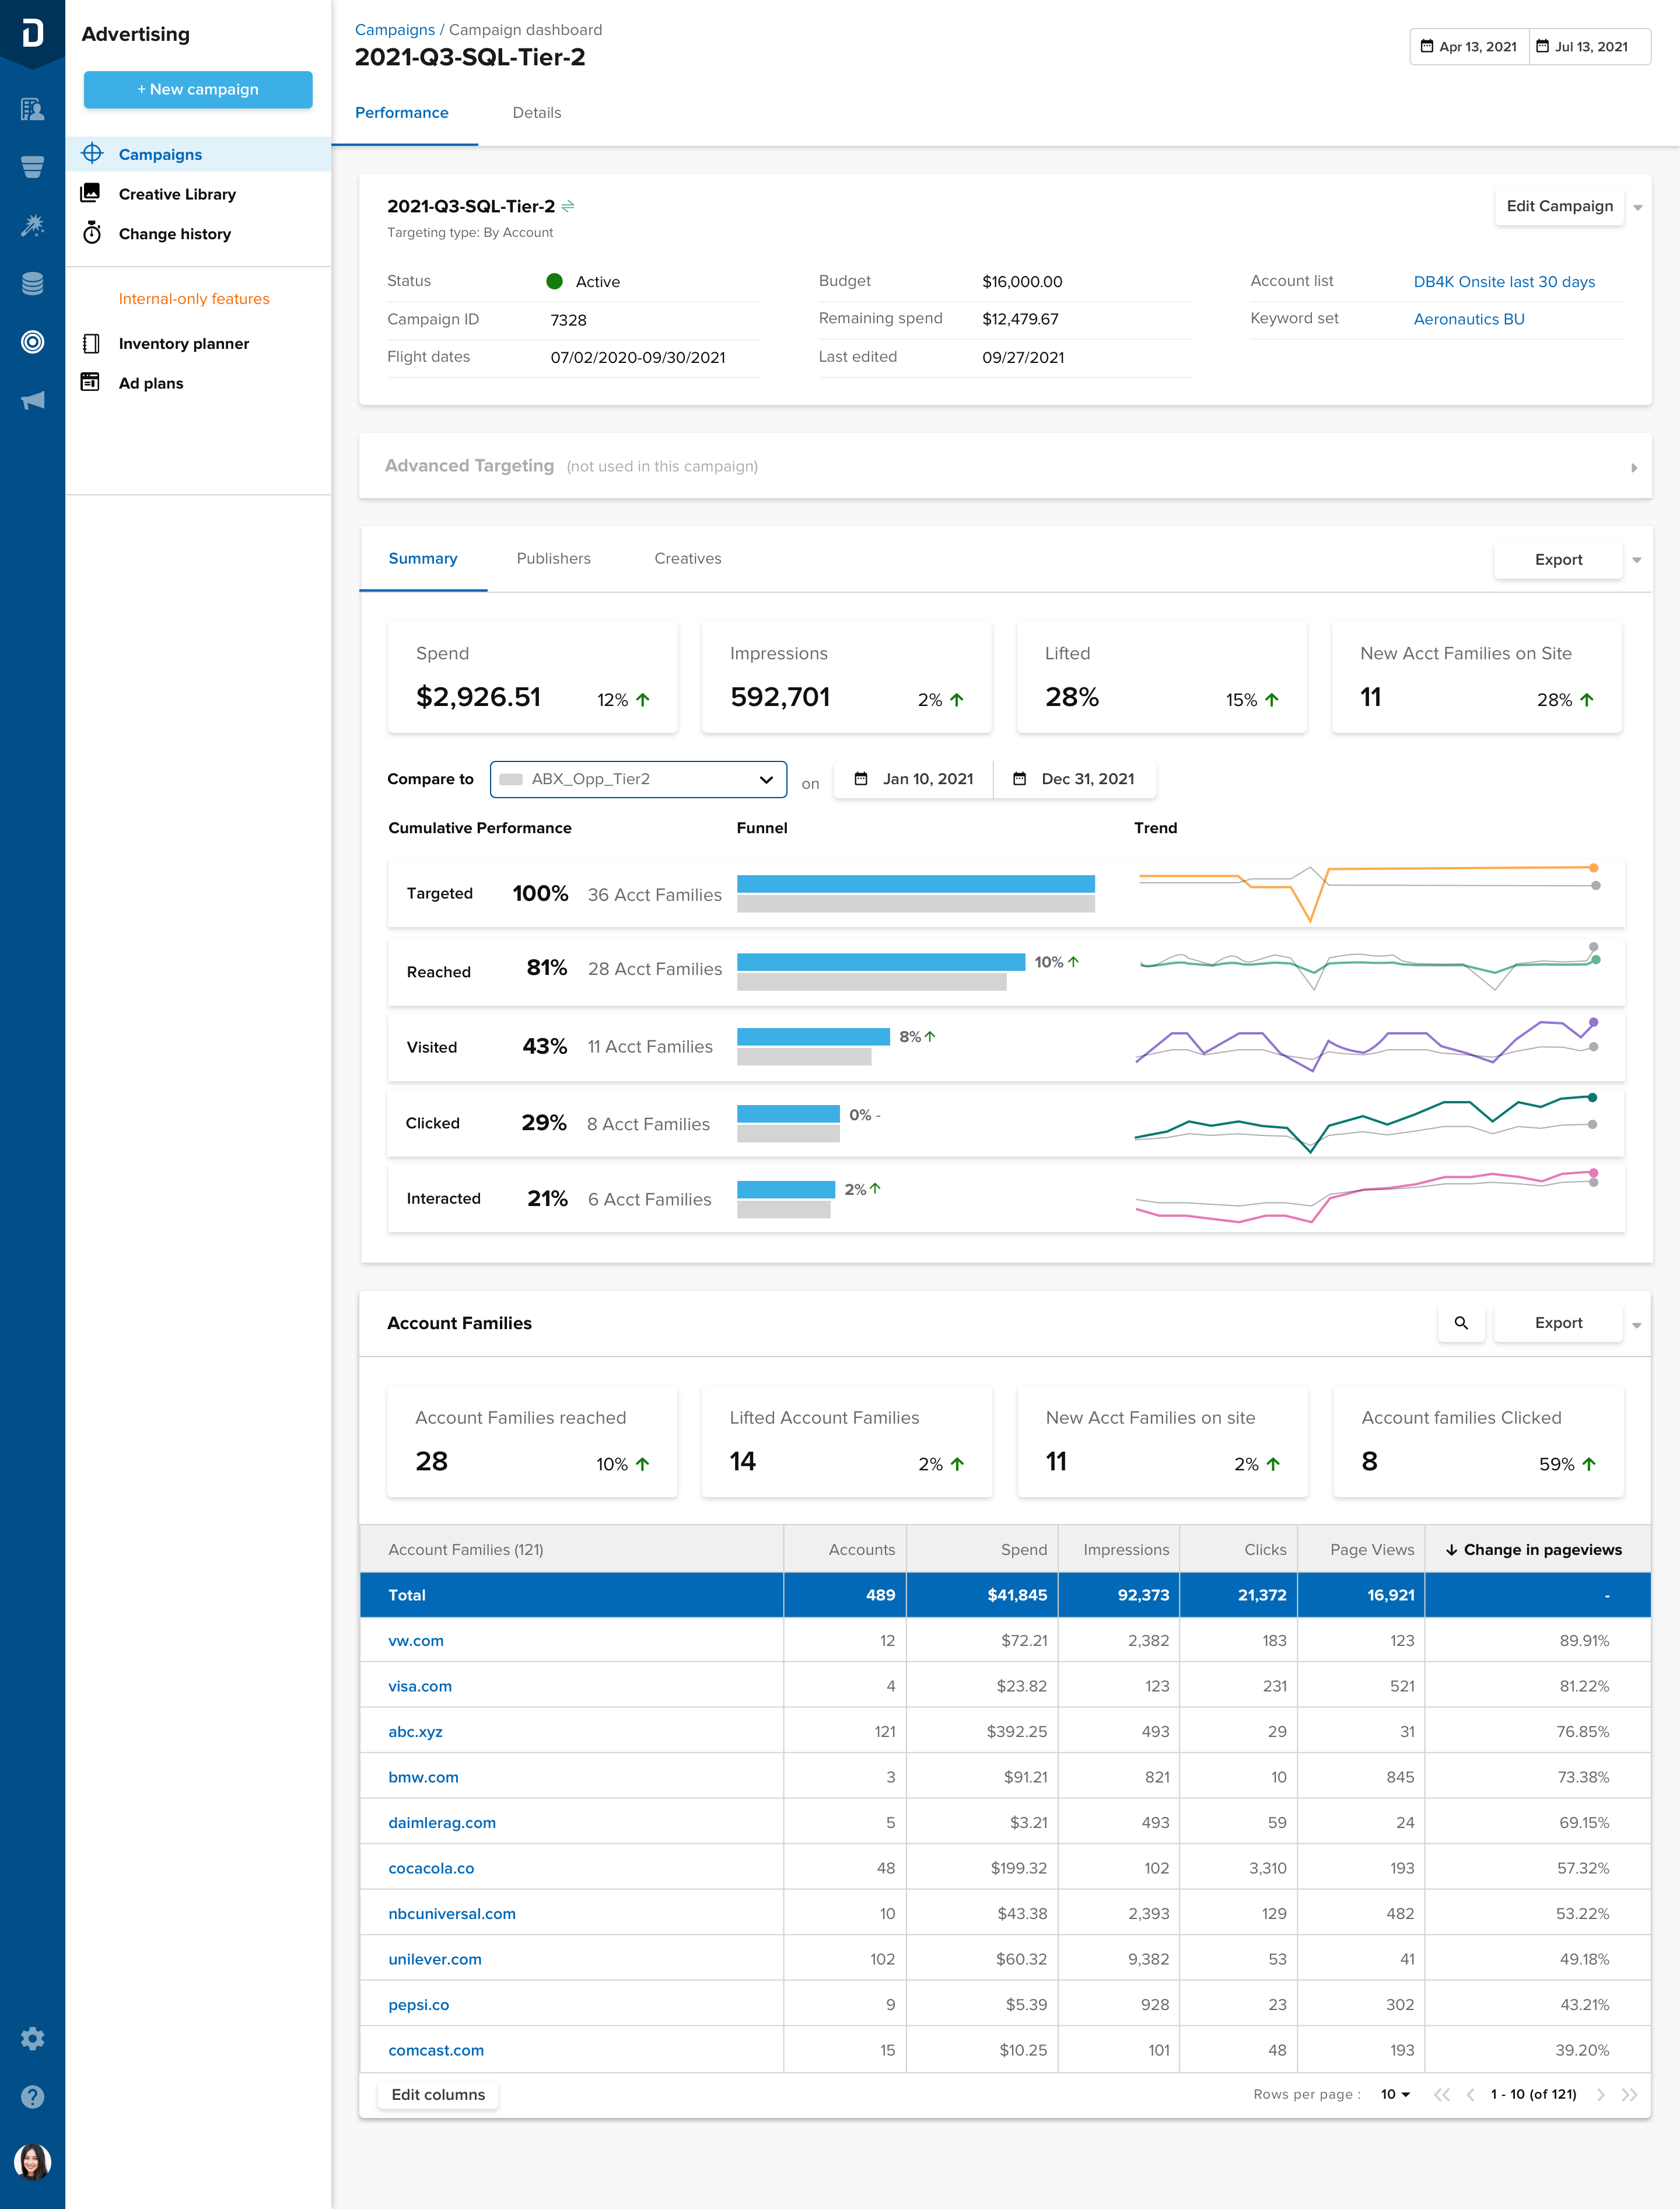 Advertising
+ New campaign
Campaigns
Creative Library
Change history
Internal-only features
Inventory planner
Ad plans
Campaigns / Campaign dashboard
2021-Q3-SQL-Tier-2
Apr 13, 2021 Jul 13, 2021
Performance Details
2021-Q3-SQL-Tier-2
Edit Campaign
Targeting type: By Account
Status Active Budget $16,000.00 Account list DB4K Onsite last 30 days
Campaign ID 7328 Remaining spend $12,479.67 Keyword set Aeronautics BU
Flight dates 07/02/2020-09/30/2021 Last edited 09/27/2021
Advanced Targeting (not used in this campaign)
Summary Publishers Creatives Export
Spend Impressions Lifted New Acct Families on Site
$2,926.51 12% 592,701 2% 28% 15% 11 28%
Compare to ABX_Opp_Tier2 on Jan 10, 2021 Dec 31, 2021
Cumulative Performance Funnel Trend
Targeted 100% 36 Acct Families
Reached 81% 28 Acct Families 10%
Visited 43% 11 Acct Families 8%
Clicked 29% 8 Acct Families 0% -
Interacted 21% 6 Acct Families 2%
Account Families Export
Account Families reached Lifted Account Families New Acct Families on site Account families Clicked
28 10% 14 2% 11 2% 8 59%
Account Families (121) Accounts Spend Impressions Clicks Page Views Change in pageviews
Total 489 $41,845 92,373 21,372 16,921 -
vw.com 12 $72.21 2,382 183 123 89.91%
visa.com 4 $23.82 123 231 521 81.22%
abc.xyz 121 $392.25 493 29 31 76.85%
bmw.com 3 $91.21 821 10 845 73.38%
daimlerag.com 5 $3.21 493 59 24 69.15%
cocacola.co 48 $199.32 102 3,310 193 57.32%
nbcuniversal.com 10 $43.38 2,393 129 482 53.22%
unilever.com 102 $60.32 9,382 53 41 49.18%
pepsi.co 9 $5.39 928 23 302 43.21%
comcast.com 15 $10.25 101 48 193 39.20%
Edit columns Rows per page : 10 1 - 10 (of 121)